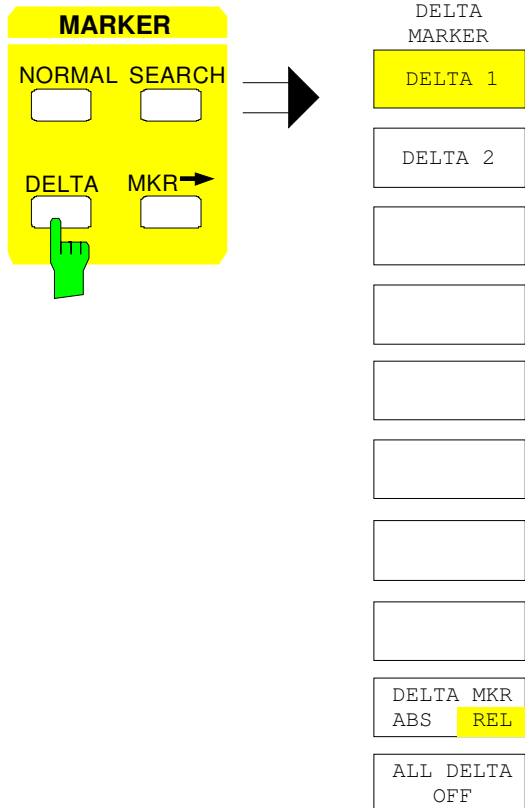 MARKER
NORMAL SEARCH
DELTA MKR
DELTA
MARKER
DELTA 1
DELTA 2
DELTA MKR
ABS REL
ALL DELTA
OFF